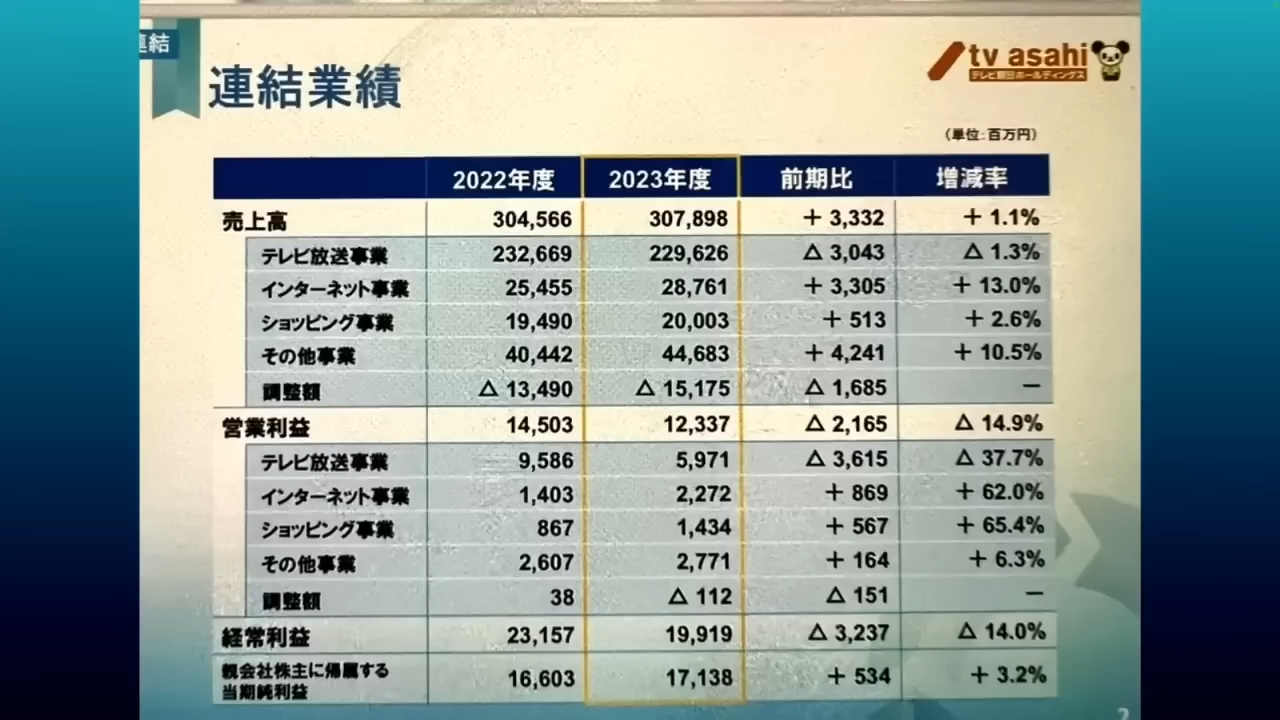 連結
連結業績
tv asahi
テレビ朝日ホールディングス
(単位:百万円)
2022年度 2023年度 前期比 増減率
売上高 304,566 307,898 + 3,332 + 1.1%
テレビ放送事業 232,669 229,626 △ 3,043 △ 1.3%
インターネット事業 25,455 28,761 + 3,305 + 13.0%
ショッピング事業 19,490 20,003 + 513 + 2.6%
その他事業 40,442 44,683 + 4,241 + 10.5%
調整額 △ 13,490 △ 15,175 △ 1,685 ー
営業利益 14,503 12,337 △ 2,165 △ 14.9%
テレビ放送事業 9,586 5,971 △ 3,615 △ 37.7%
インターネット事業 1,403 2,272 + 869 + 62.0%
ショッピング事業 867 1,434 + 567 + 65.4%
その他事業 2,607 2,771 + 164 + 6.3%
調整額 38 △ 112 △ 151 ー
経常利益 23,157 19,919 △ 3,237 △ 14.0%
親会社株主に帰属する
当期純利益 16,603 17,138 + 534 + 3.2%
2